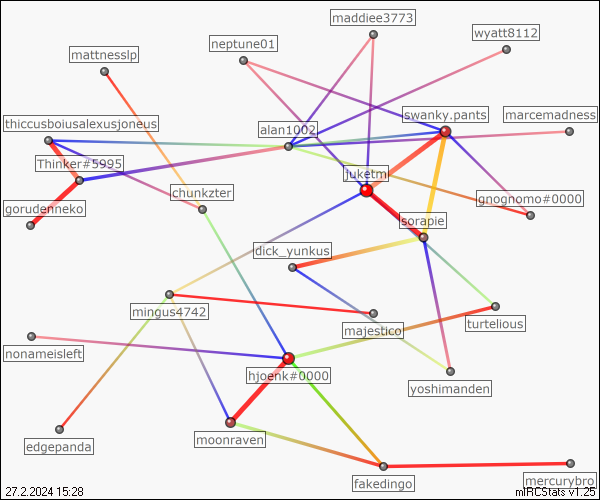 maddiee3773
wyatt8112
neptune01
mattnesslp
swanky.pants
marcemadness
thiccusboiusalexusjoneus
alan1002
Thinker#5995
juketm
chunkzter
gnognomo#0000
gorudenneko
sorapie
dick_yunkus
mingus4742
turtelious
majestico
nonameisleft
hjoenk#0000
yoshimanden
moonraven
edgepanda
fakedingo
mercurybro
27.2.2024 15:28
mIRCStats v1.25